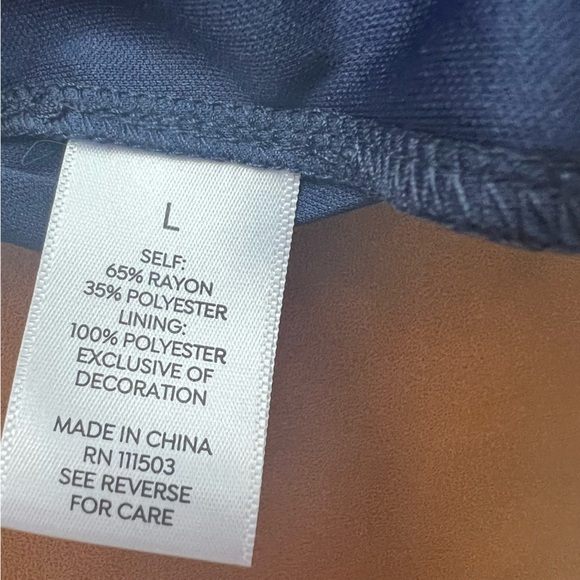 L
SELF:
65% RAYON
35% POLYESTER
LINING:
100% POLYESTER
EXCLUSIVE OF
DECORATION
MADE IN CHINA
RN 111503
SEE REVERSE
FOR CARE